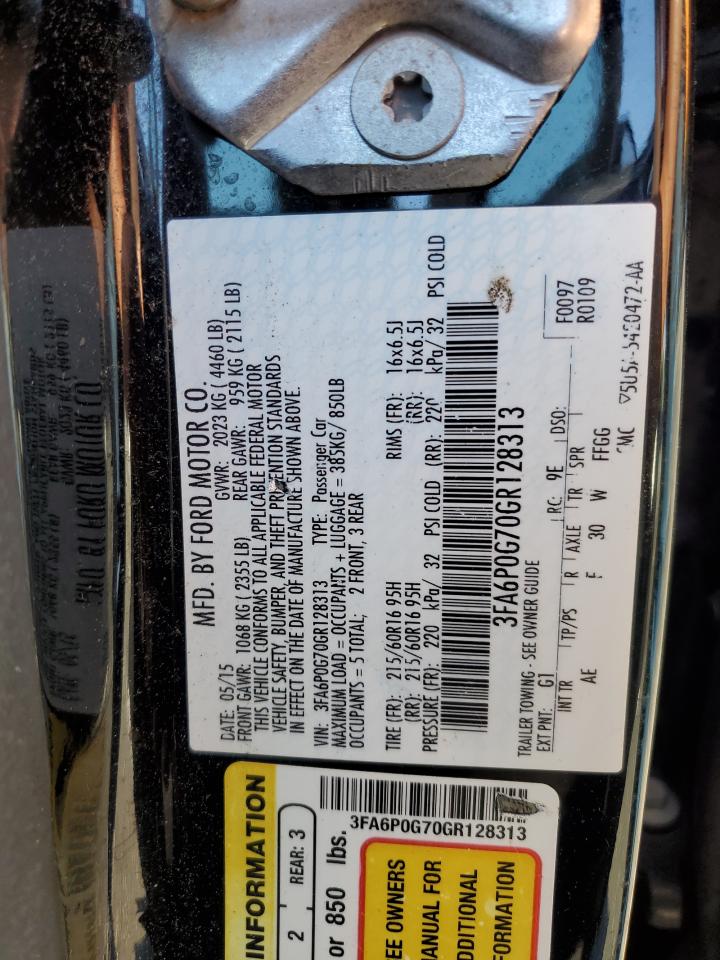 MFD. BY FORD MOTOR CO.
DATE: 05/15 GVWR: 2023 KG ( 4460 LB)
FRONT GAWR: 1068 KG ( 2355 LB) REAR GAWR: 959 KG ( 2115 LB)
THIS VEHICLE CONFORMS TO ALL APPLICABLE FEDERAL MOTOR
VEHICLE SAFETY, BUMPER, AND THEFT PREVENTION STANDARDS
IN EFFECT ON THE DATE OF MANUFACTURE SHOWN ABOVE.
VIN: 3FA6P0G70GR128313 TYPE: Passenger Car
MAXIMUM LOAD = OCCUPANTS + LUGGAGE = 385KG/ 850LB
OCCUPANTS = 5 TOTAL; 2 FRONT, 3 REAR
TIRE (FR): 215/60R16 95H RIMS (FR): 16x6.5J
(RR): 215/60R16 95H (RR): 16x6.5J
PRESSURE (FR): 220 kPa/ 32 PSI COLD (RR): 220 kPa/ 32 PSI COLD
3FA6P0G70GR128313
TRAILER TOWING - SEE OWNER GUIDE
EXT PNT: G1 RC: 9E DSO: F0097
R0109
INT TR TP/PS R AXLE TR SPR
AE F 30 W FFGG
INFORMATION
2 REAR: 3
or 850 lbs.
3FA6P0G70GR128313
EE OWNERS
MANUAL FOR
DDITIONAL
FORMATION